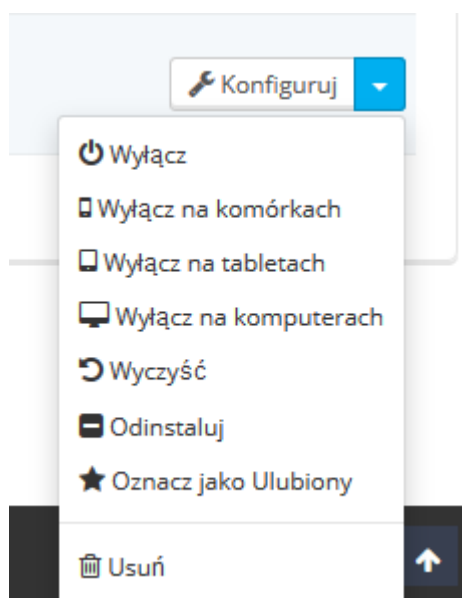 Konfiguruj
Wyłącz
Wyłącz na komórkach
Wyłącz na tabletach
Wyłącz na komputerach
Wyczyść
Odinstaluj
Oznacz jako Ulubiony
Usuń